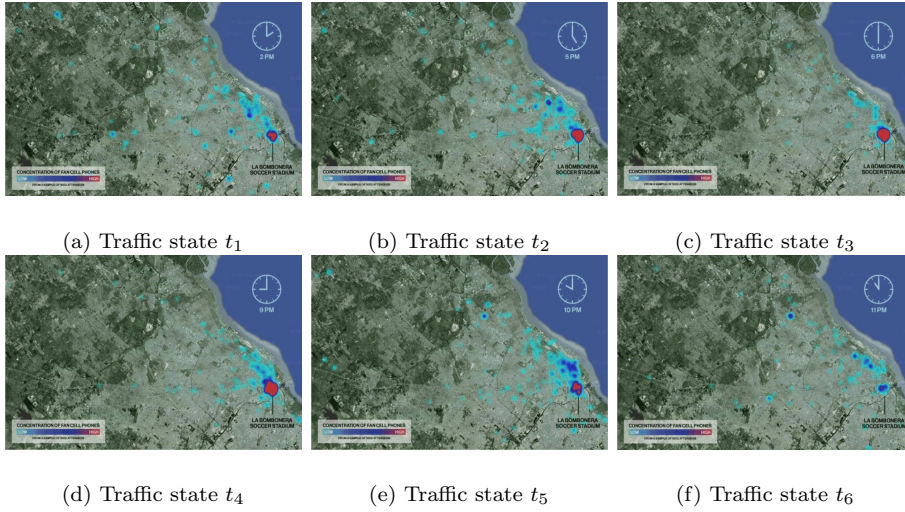 2 PM
LA BOMBONERA
SOCCER STADIUM
CONCENTRATION OF FAN CELL PHONES
LOW HIGH
5 PM
LA BOMBONERA
SOCCER STADIUM
CONCENTRATION OF FAN CELL PHONES
LOW HIGH
6 PM
LA BOMBONERA
SOCCER STADIUM
CONCENTRATION OF FAN CELL PHONES
LOW HIGH
(a) Traffic state t₁
(b) Traffic state t₂
(c) Traffic state t₃
9 PM
LA BOMBONERA
SOCCER STADIUM
CONCENTRATION OF FAN CELL PHONES
LOW HIGH
10 PM
LA BOMBONERA
SOCCER STADIUM
CONCENTRATION OF FAN CELL PHONES
LOW HIGH
11 PM
LA BOMBONERA
SOCCER STADIUM
CONCENTRATION OF FAN CELL PHONES
LOW HIGH
(d) Traffic state t₄
(e) Traffic state t₅
(f) Traffic state t₆